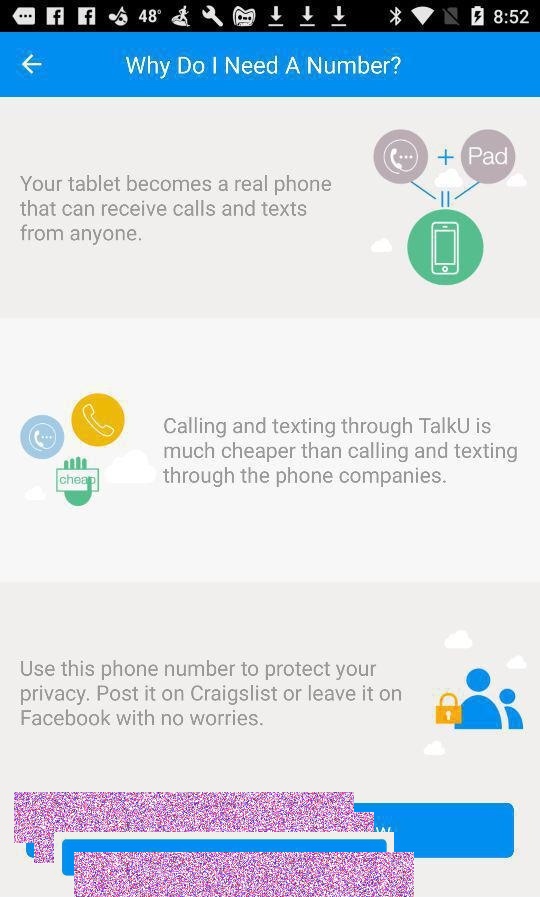 48° 8:52
Why Do I Need A Number?
Pad
Your tablet becomes a real phone
that can receive calls and texts
from anyone.
Calling and texting through TalkU is
much cheaper than calling and texting
through the phone companies.
cheap
Use this phone number to protect your
privacy. Post it on Craigslist or leave it on
Facebook with no worries.